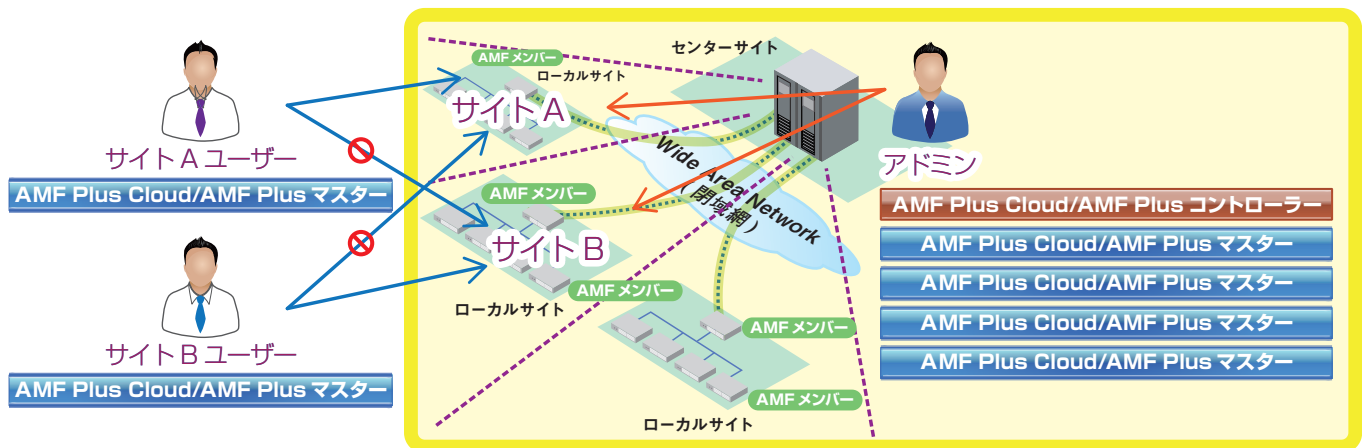 サイト A ユーザー
AMF Plus Cloud/AMF Plus マスター
サイト B ユーザー
AMF Plus Cloud/AMF Plus マスター
センターサイト
AMF メンバー
ローカルサイト
サイト A
Wide Area Network
（閉域網）
AMF メンバー
サイト B
AMF メンバー
ローカルサイト
AMF メンバー
AMF メンバー
ローカルサイト
アドミン
AMF Plus Cloud/AMF Plus コントローラー
AMF Plus Cloud/AMF Plus マスター
AMF Plus Cloud/AMF Plus マスター
AMF Plus Cloud/AMF Plus マスター
AMF Plus Cloud/AMF Plus マスター